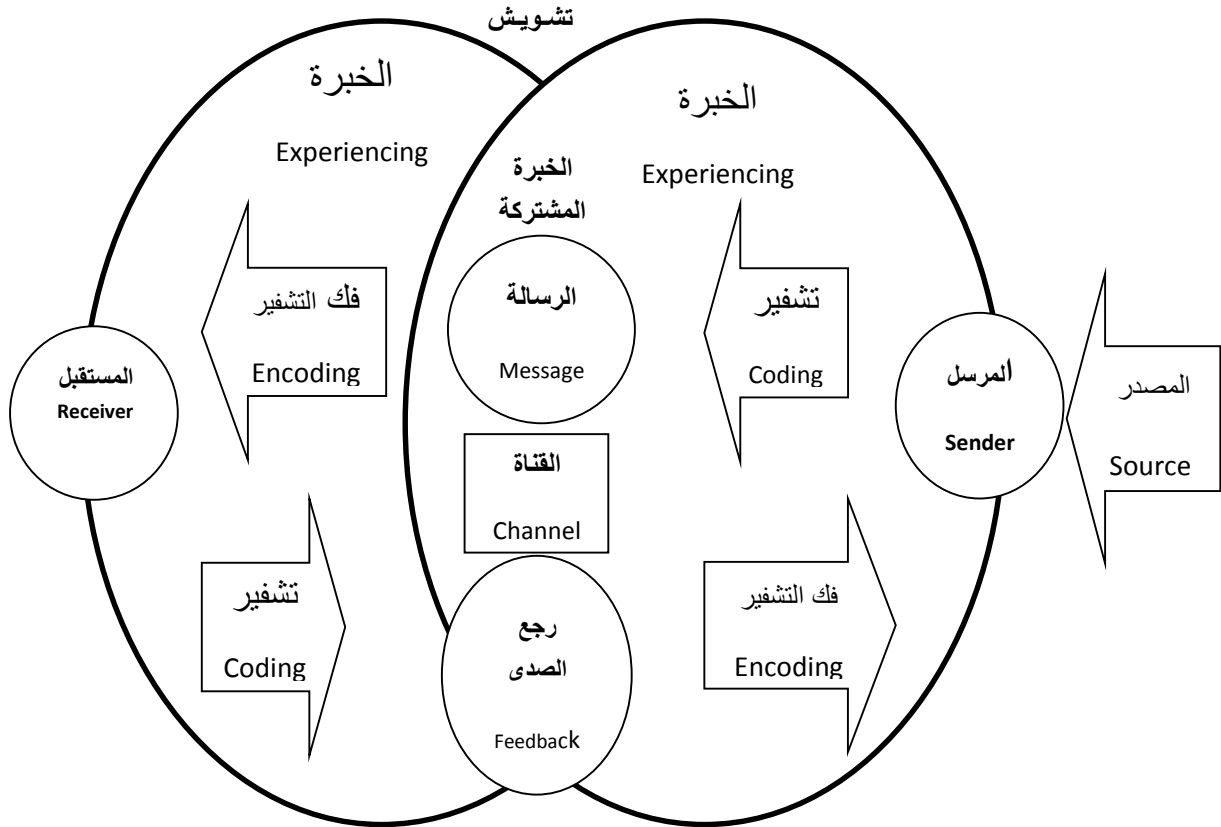 تشويش
الخبرة
Experiencing
الخبرة
Experiencing
الخبرة
المشتركة
المصدر
Source
المرسل
Sender
تشفير
Coding
الرسالة
Message
فك التشفير
Encoding
المستقبل
Receiver
القناة
Channel
تشفير
Coding
رجع
الصدى
Feedback
فك التشفير
Encoding